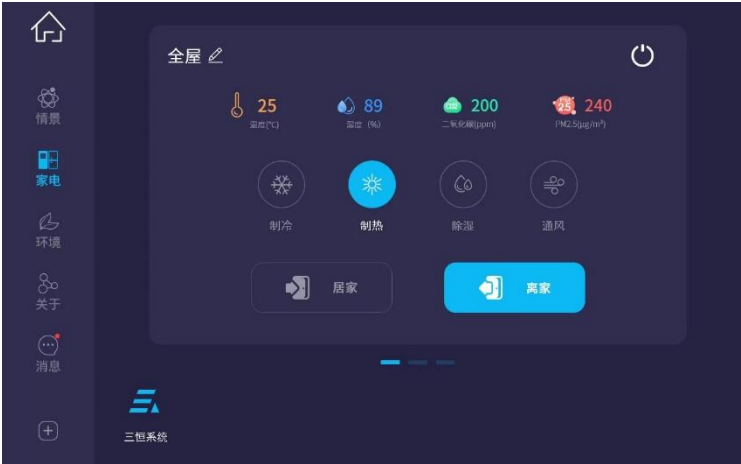 全屋
25
温度(°C)
89
湿度 (%)
CO2
200
二氧化碳(ppm)
25
240
PM2.5(μg/m³)
制冷
制热
除湿
通风
居家
离家
情景
家电
环境
关于
消息
三恒系统